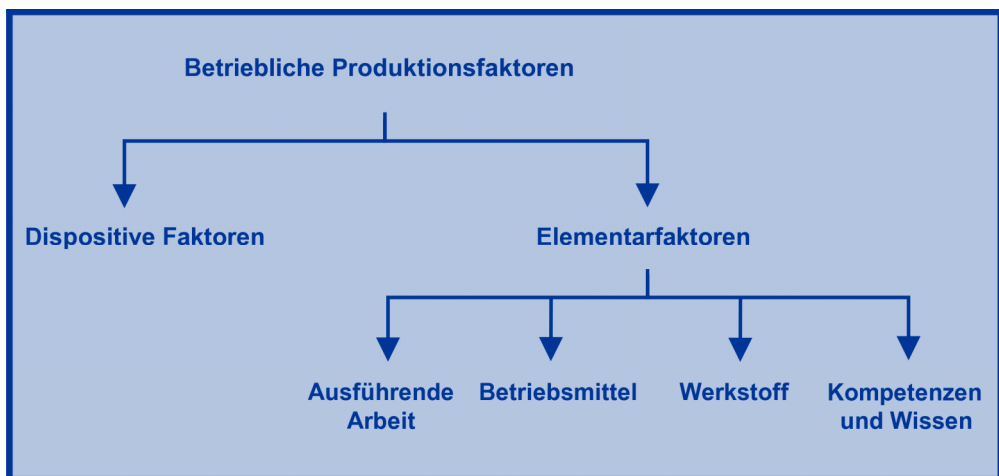 Betriebliche Produktionsfaktoren
Dispositive Faktoren
Elementarfaktoren
Ausführende
Arbeit
Betriebsmittel
Werkstoff
Kompetenzen
und Wissen